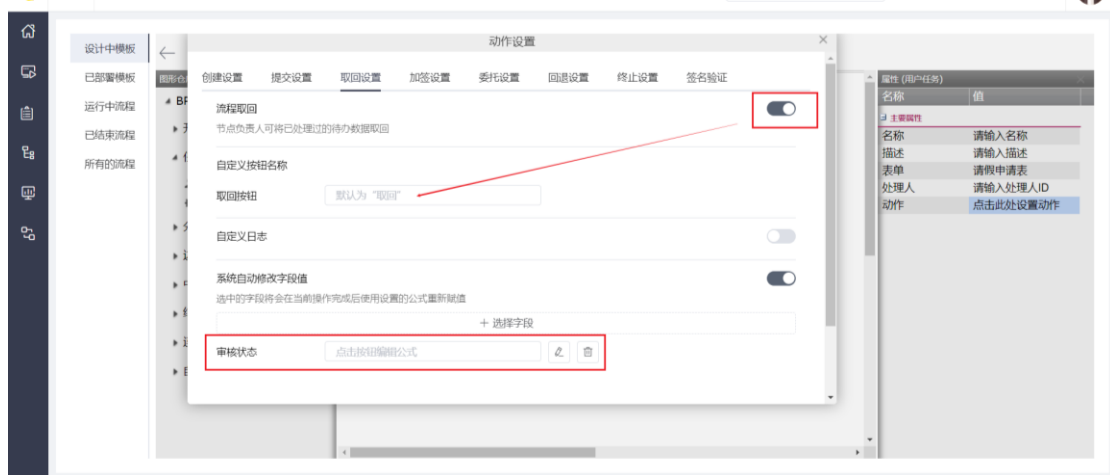 设计中模板
已部署模板
运行中流程
已结束流程
所有的流程
动作设置
创建设置 提交设置 取回设置 加签设置 委托设置 回退设置 终止设置 签名验证
流程取回
节点负责人可将已处理过的待办数据取回
自定义按钮名称
取回按钮 默认为“取回”
自定义日志
系统自动修改字段值
选中的字段将会在当前操作完成后使用设置的公式重新赋值
+ 选择字段
审核状态 点击按钮编辑公式
属性 (用户任务)
名称 值
主要属性
名称 请输入名称
描述 请输入描述
表单 请假申请表
处理人 请输入处理人ID
动作 点击此处设置动作